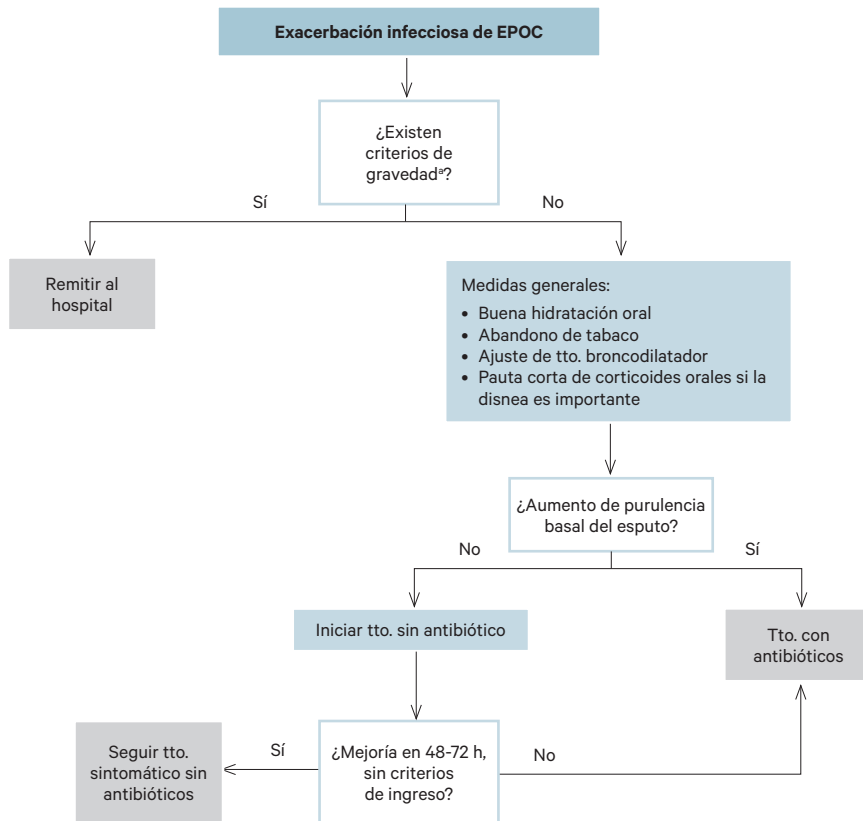 Exacerbación infecciosa de EPOC
¿Existen
criterios de
gravedadª?
Sí
No
Remitir al
hospital
Medidas generales:
• Buena hidratación oral
• Abandono de tabaco
• Ajuste de tto. broncodilatador
• Pauta corta de corticoides orales si la
disnea es importante
¿Aumento de purulencia
basal del esputo?
No
Sí
Iniciar tto. sin antibiótico
Tto. con
antibióticos
Seguir tto.
sintomático sin
antibióticos
Sí
¿Mejoría en 48-72 h,
sin criterios
de ingreso?
No